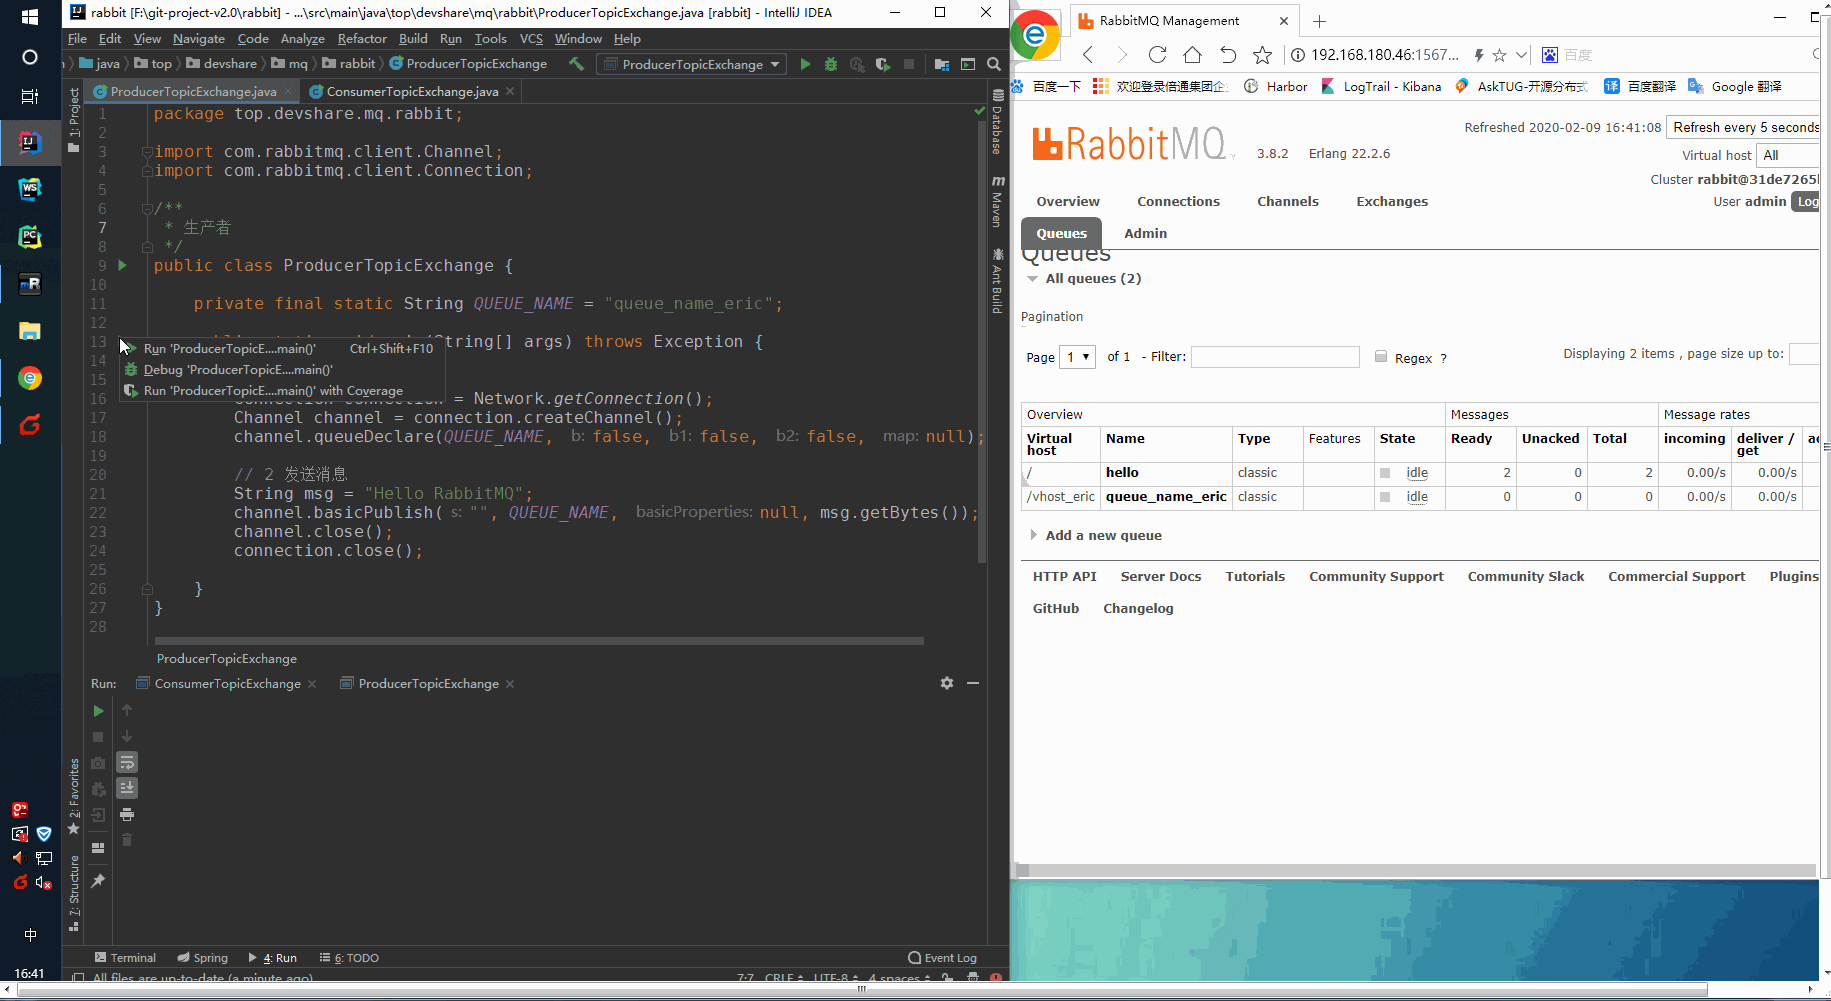 rabbit [F:\git-project-v2.0\rabbit] - ...\src\main\java\top\devshare\mq\rabbit\ProducerTopicExchange.java [rabbit] - IntelliJ IDEA
File Edit View Navigate Code Analyze Refactor Build Run Tools VCS Window Help
java top devshare mq rabbit ProducerTopicExchange ProducerTopicExchange
ProducerTopicExchange.java ConsumerTopicExchange.java
1: Project
1 package top.devshare.mq.rabbit;
2
3 import com.rabbitmq.client.Channel;
4 import com.rabbitmq.client.Connection;
5
6 /**
7 * 生产者
8 */
9 public class ProducerTopicExchange {
10
11 private final static String QUEUE_NAME = "queue_name_eric";
12
13 String[] args) throws Exception {
Run 'ProducerTopicE....main()' Ctrl+Shift+F10
14
Debug 'ProducerTopicE....main()'
15
Run 'ProducerTopicE....main()' with Coverage
16 = Network.getConnection();
17 Channel channel = connection.createChannel();
18 channel.queueDeclare(QUEUE_NAME, b: false, b1: false, b2: false, map: null);
19
20 // 2 发送消息
21 String msg = "Hello RabbitMQ";
22 channel.basicPublish( s: "", QUEUE_NAME, basicProperties: null, msg.getBytes());
23 channel.close();
24 connection.close();
25
26 }
27 }
28
ProducerTopicExchange
Database
Maven
Ant Build
Run: ConsumerTopicExchange ProducerTopicExchange
2: Favorites
7: Structure
Terminal Spring 4: Run 6: TODO Event Log
All files are up-to-date (a minute ago) 7:7 CRLF UTF-8 4 spaces
中
16:41
RabbitMQ Management
192.168.180.46:1567... 百度
百度一下 欢迎登录倍通集团企 Harbor LogTrail - Kibana AskTUG-开源分布式 百度翻译 Google 翻译
RabbitMQ 3.8.2 Erlang 22.2.6
Refreshed 2020-02-09 16:41:08 Refresh every 5 seconds
Virtual host All
Cluster rabbit@31de7265
User admin Log
Overview Connections Channels Exchanges
Queues Admin
Queues
All queues (2)
Pagination
Page 1 of 1 - Filter: Regex ? Displaying 2 items , page size up to:
Overview Messages Message rates
Virtual host Name Type Features State Ready Unacked Total incoming deliver / get
/ hello classic idle 2 0 2 0.00/s 0.00/s
/vhost_eric queue_name_eric classic idle 0 0 0 0.00/s 0.00/s
Add a new queue
HTTP API Server Docs Tutorials Community Support Community Slack Commercial Support Plugins
GitHub Changelog